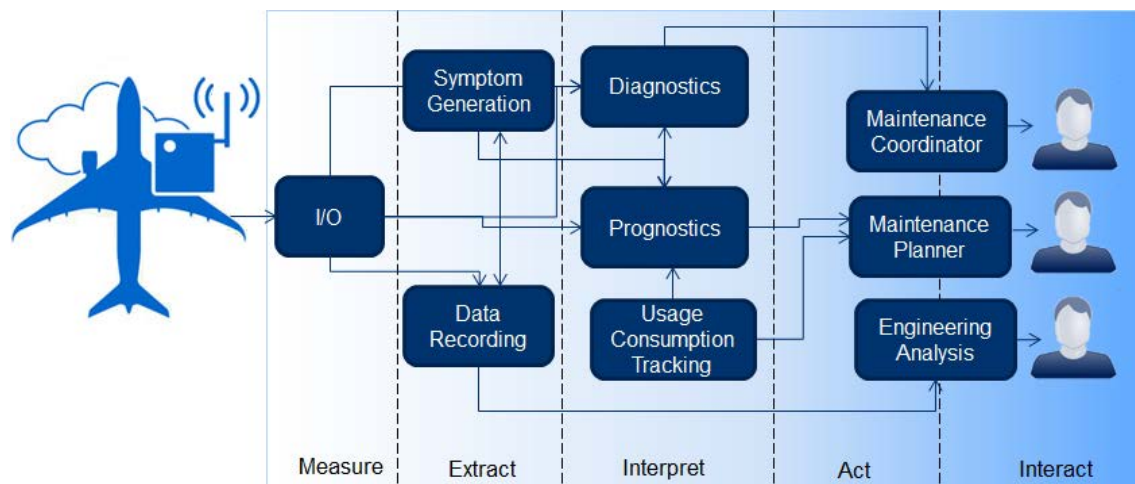 Symptom
Generation
Diagnostics
Maintenance
Coordinator
I/O
Prognostics
Maintenance
Planner
Data
Recording
Usage
Consumption
Tracking
Engineering
Analysis
Measure
Extract
Interpret
Act
Interact